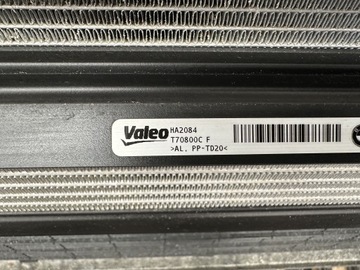 Valeo
HA2084
T70800C F
>AL, PP-TD20<